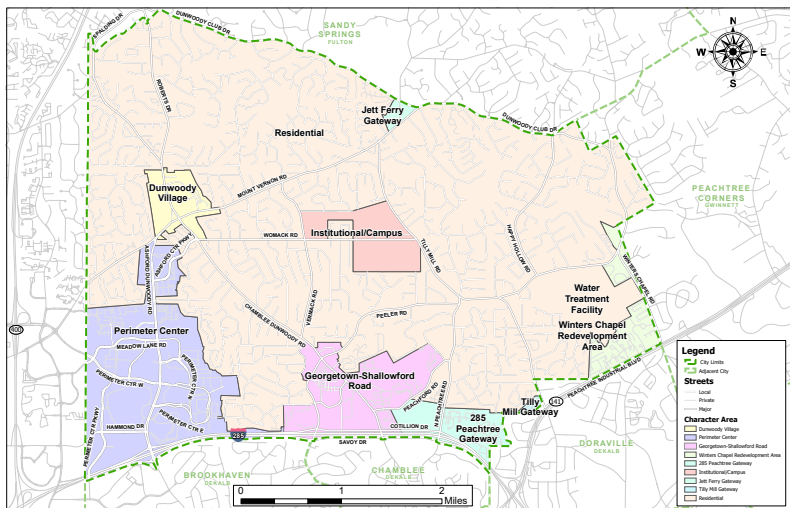 SPALDING DR
DUNWOODY CLUB DR
SANDY
SPRINGS
FULTON
N
W
E
S
ROBERTS DR
Jett Ferry
Gateway
Residential
DUNWOODY CLUB DR
Dunwoody
Village
MOUNT VERNON RD
PEACHTREE
CORNERS
GWINNETT
WOMACK RD
Institutional/Campus
TILLY MILL RD
HAPPY HOLLOW RD
ASHFORD DUNWOODY RD
ASHFORD CTR PKWY
WINTERS CHAPEL RD
Water
Treatment
Facility
VERMACK RD
CHAMBLEE DUNWOODY RD
PEELER RD
400
Perimeter Center
MEADOW LANE RD
Winters Chapel
Redevelopment
Area
PERIMETER CTR W
PERIMETER CTR N
Georgetown-Shallowford
Road
PEACHFORD RD
N PEACHTREE RD
PERIMETER CTR PKWY
HAMMOND DR
PERIMETER CTR E
285
COTILLION DR
SAVOY DR
285
Peachtree
Gateway
Tilly
Mill Gateway
141
PEACHTREE INDUSTRIAL BLVD
BROOKHAVEN
DEKALB
CHAMBLEE
DEKALB
DORAVILLE
DEKALB
0
1
2
Miles
Legend
City Limits
Adjacent City
Streets
Local
Private
Major
Character Area
Dunwoody Village
Perimeter Center
Georgetown-Shallowford Road
Winters Chapel Redevelopment Area
285 Peachtree Gateway
Institutional/Campus
Jett Ferry Gateway
Tilly Mill Gateway
Residential